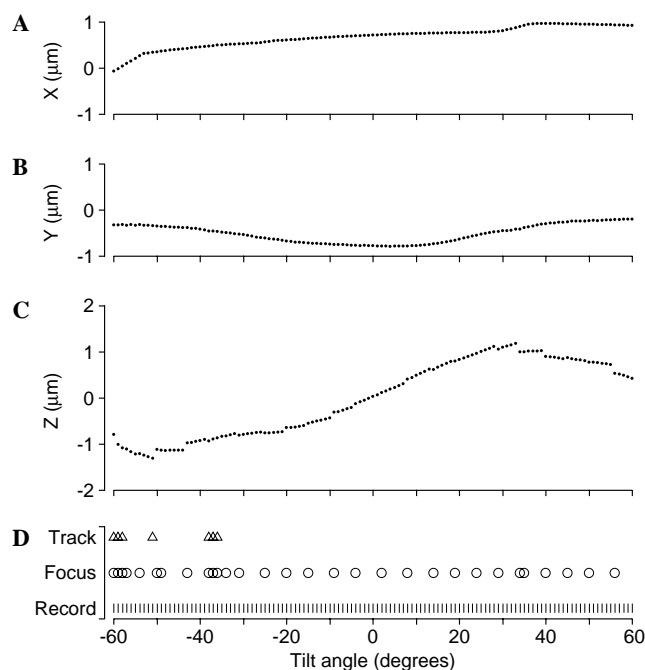 A
X (μm)
1
0
-1
B
Y (μm)
1
0
-1
C
Z (μm)
2
1
0
-1
-2
D
Track
Focus
Record
-60 -40 -20 0 20 40 60
Tilt angle (degrees)